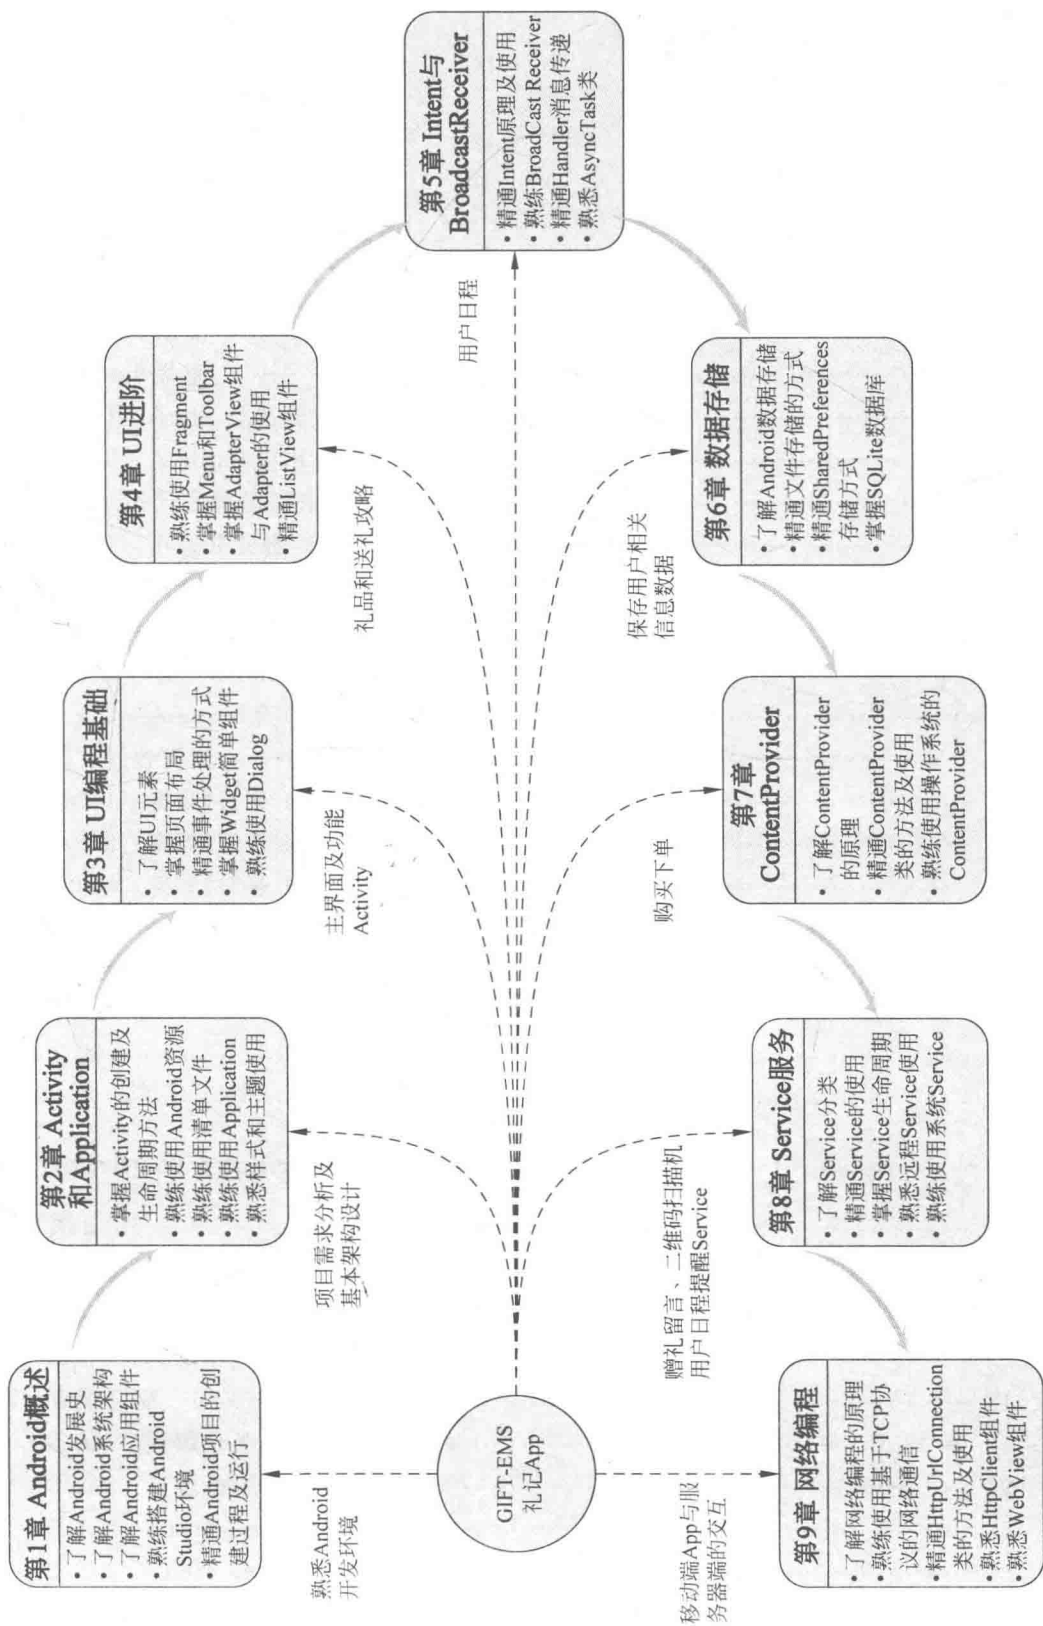 第1章 Android概述
• 了解Android发展史
• 了解Android系统架构
• 了解Android应用组件
• 熟练搭建Android
Studio环境
• 精通Android项目的创
建过程及运行
第2章 Activity
和Application
• 掌握Activity的创建及
生命周期方法
• 熟练使用Android资源
• 熟练使用清单文件
• 熟练使用Application
• 熟悉样式和主题使用
第3章 UI编程基础
• 了解UI元素
• 掌握页面布局
• 精通事件处理的方式
• 掌握Widget简单组件
• 熟练使用Dialog
第4章 UI进阶
• 熟练使用Fragment
• 掌握Menu和Toolbar
• 掌握AdapterView组件
与Adapter的使用
• 精通ListView组件
第5章 Intent与
BroadcastReceiver
• 精通Intent原理及使用
• 熟练BroadCast Receiver
• 精通Handler消息传递
• 熟悉AsyncTask类
熟悉Android
开发环境
项目需求分析及
基本架构设计
主界面及功能
Activity
礼品和送礼攻略
用户日程
GIFT-EMS
礼记App
移动端App与服
务器端的交互
赠礼留言、二维码扫描机
用户日程提醒Service
购买下单
保存用户相关
信息数据
第9章 网络编程
• 了解网络编程的原理
• 熟练使用基于TCP协
议的网络通信
• 精通HttpUrlConnection
类的方法及使用
• 熟悉HttpClient组件
• 熟悉WebView组件
第8章 Service服务
• 了解Service分类
• 精通Service的使用
• 掌握Service生命周期
• 熟悉远程Service使用
• 熟练使用系统Service
第7章
ContentProvider
• 了解ContentProvider
的原理
• 精通ContentProvider
类的方法及使用
• 熟练使用操作系统的
ContentProvider
第6章 数据存储
• 了解Android数据存储
• 精通文件存储的方式
• 精通SharedPreferences
存储方式
• 掌握SQLite数据库